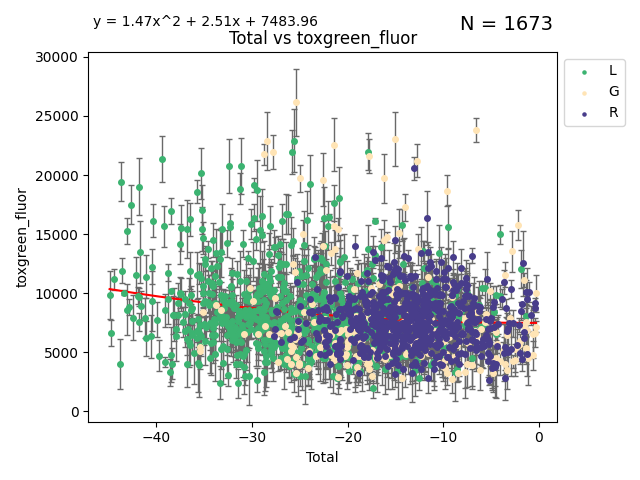 y = 1.47x^2 + 2.51x + 7483.96
N = 1673
Total vs toxgreen_fluor
30000
25000
20000
15000
10000
5000
0
toxgreen_fluor
−40
−30
−20
−10
0
Total
L
G
R